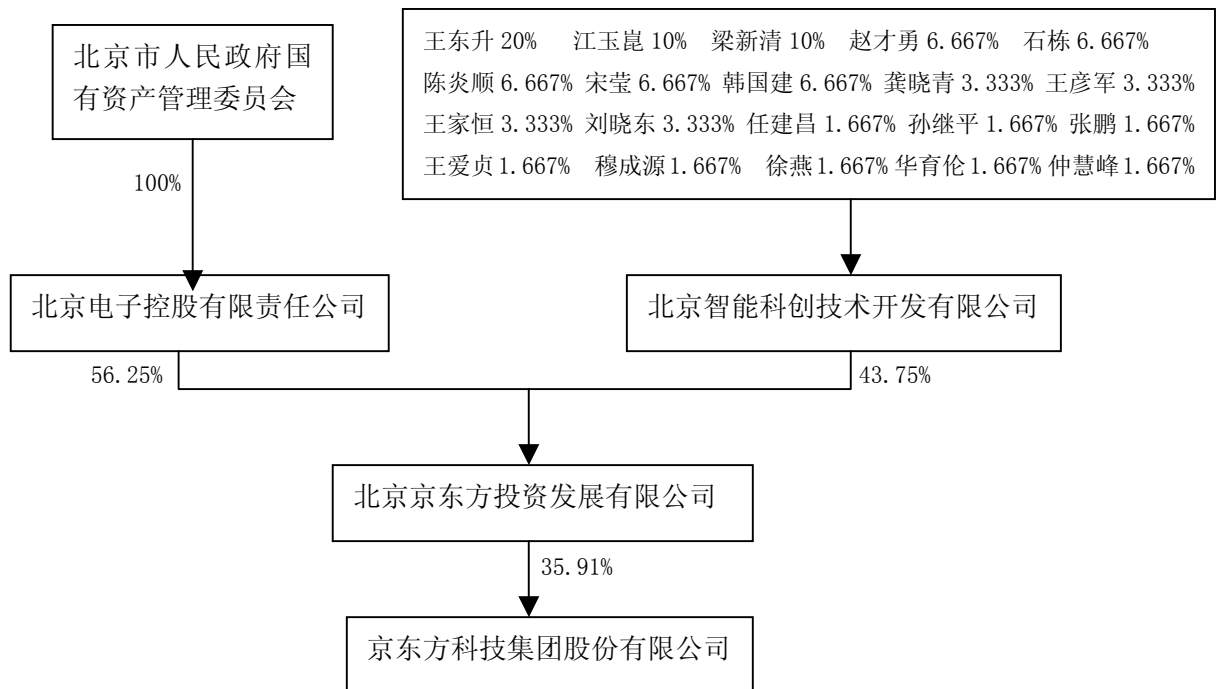 北京市人民政府国
有资产管理委员会
王东升 20% 江玉崑 10% 梁新清 10% 赵才勇 6.667% 石栋 6.667%
陈炎顺 6.667% 宋莹 6.667% 韩国建 6.667% 龚晓青 3.333% 王彦军 3.333%
王家恒 3.333% 刘晓东 3.333% 任建昌 1.667% 孙继平 1.667% 张鹏 1.667%
王爱贞 1.667% 穆成源 1.667% 徐燕 1.667% 华育伦 1.667% 仲慧峰 1.667%
100%
北京电子控股有限责任公司
北京智能科创技术开发有限公司
56.25%
43.75%
北京京东方投资发展有限公司
35.91%
京东方科技集团股份有限公司